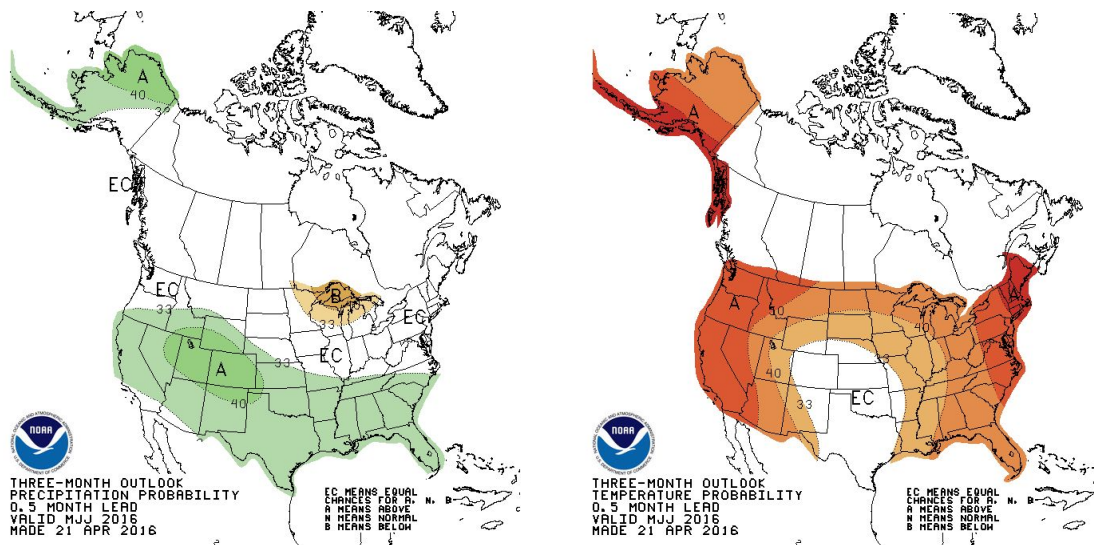 A
40
33
EC
EC
33
B
40
33
EC
EC
33
A
40
NOAA
THREE-MONTH OUTLOOK
PRECIPITATION PROBABILITY
0.5 MONTH LEAD
VALID MJJ 2016
MADE 21 APR 2016
EC MEANS EQUAL
CHANCES FOR A, N, B
A MEANS ABOVE
N MEANS NORMAL
B MEANS BELOW
A
A
A
40
40
33
40
33
EC
NOAA
THREE-MONTH OUTLOOK
TEMPERATURE PROBABILITY
0.5 MONTH LEAD
VALID MJJ 2016
MADE 21 APR 2016
EC MEANS EQUAL
CHANCES FOR A, N, B
A MEANS ABOVE
N MEANS NORMAL
B MEANS BELOW